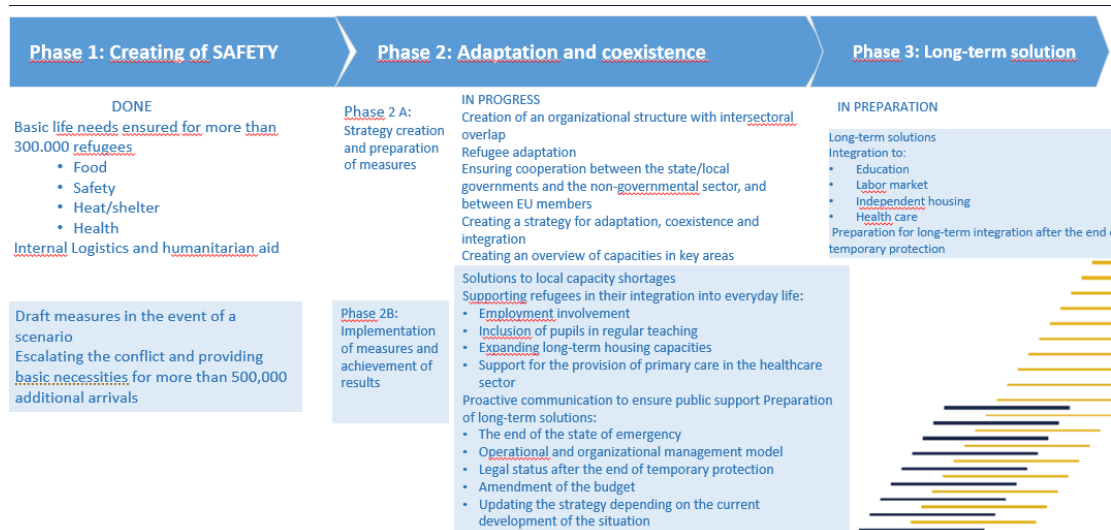 Phase 1: Creating of SAFETY
Phase 2: Adaptation and coexistence
Phase 3: Long-term solution
DONE
Basic life needs ensured for more than
300.000 refugees
• Food
• Safety
• Heat/shelter
• Health
Internal Logistics and humanitarian aid
Draft measures in the event of a
scenario
Escalating the conflict and providing
basic necessities for more than 500,000
additional arrivals
Phase 2 A:
Strategy creation
and preparation
of measures
IN PROGRESS
Creation of an organizational structure with intersectoral
overlap
Refugee adaptation
Ensuring cooperation between the state/local
governments and the non-governmental sector, and
between EU members
Creating a strategy for adaptation, coexistence and
integration
Creating an overview of capacities in key areas
Phase 2B:
Implementation
of measures and
achievement of
results
Solutions to local capacity shortages
Supporting refugees in their integration into everyday life:
• Employment involvement
• Inclusion of pupils in regular teaching
• Expanding long-term housing capacities
• Support for the provision of primary care in the healthcare
sector
Proactive communication to ensure public support Preparation
of long-term solutions:
• The end of the state of emergency
• Operational and organizational management model
• Legal status after the end of temporary protection
• Amendment of the budget
• Updating the strategy depending on the current
development of the situation
IN PREPARATION
Long-term solutions
Integration to:
• Education
• Labor market
• Independent housing
• Health care
Preparation for long-term integration after the end
temporary protection